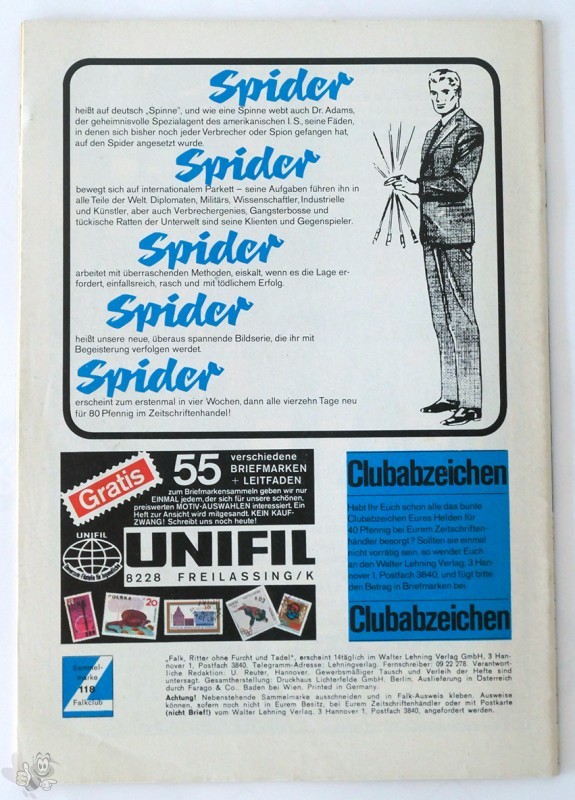 Spider
heißt auf deutsch „Spinne”, und wie eine Spinne webt auch Dr. Adams,
der geheimnisvolle Spezialagent des amerikanischen I. S., seine Fäden,
in denen sich bisher noch jeder Verbrecher oder Spion gefangen hat,
auf den Spider angesetzt wurde.
Spider
bewegt sich auf internationalem Parkett – seine Aufgaben führen ihn in
alle Teile der Welt. Diplomaten, Militärs, Wissenschaftler, Industrielle
und Künstler, aber auch Verbrechergenies, Gangsterbosse und
tückische Ratten der Unterwelt sind seine Klienten und Gegenspieler.
Spider
arbeitet mit überraschenden Methoden, eiskalt, wenn es die Lage er-
fordert, einfallsreich, rasch und mit tödlichem Erfolg.
Spider
heißt unsere neue, überaus spannende Bildserie, die ihr mit
Begeisterung verfolgen werdet.
Spider
erscheint zum erstenmal in vier Wochen, dann alle vierzehn Tage neu
für 80 Pfennig im Zeitschriftenhandel!
Gratis
55 verschiedene
BRIEFMARKEN
+ LEITFADEN
zum Briefmarkensammeln geben wir nur
EINMAL jedem, der sich für unsere schönen,
preiswerten MOTIV-AUSWAHLEN interessiert. Ein
Heft zur Ansicht wird mitgesandt. KEIN KAUF-
ZWANG! Schreibt uns noch heute!
UNIFIL
UNIFIL
8228 FREILASSING/K
POLSKA
20
Clubabzeichen
Habt Ihr Euch schon alle das bunte
Clubabzeichen Eures Helden für
40 Pfennig bei Eurem Zeitschriften-
händler besorgt? Sollten sie einmal
nicht vorrätig sein, so wendet Euch
an den Walter Lehning Verlag, 3 Han-
nover 1, Postfach 3840, und fügt bitte
den Betrag in Briefmarken bei.
Clubabzeichen
Sammel-
marke
118
Falkclub
„Falk, Ritter ohne Furcht und Tadel”, erscheint 14täglich im Walter Lehning Verlag GmbH, 3 Han-
nover 1, Postfach 3840. Telegramm-Adresse: Lehningverlag. Fernschreiber: 09 22 278. Verantwort-
liche Redaktion: U. Reuter, Hannover. Gewerbsmäßiger Tausch und Verleih der Hefte sind
untersagt. Gesamtherstellung: Druckhaus Lichterfelde GmbH, Berlin. Auslieferung in Österreich
durch Farago & Co., Baden bei Wien. Printed in Germany.
Achtung! Nebenstehende Sammelmarke ausschneiden und in Falk-Ausweis kleben. Ausweise
können, sofern noch nicht in Eurem Besitz, bei Eurem Zeitschriftenhändler oder mit Postkarte
(nicht Brief!) vom Walter Lehning Verlag, 3 Hannover 1, Postfach 3840, angefordert werden.